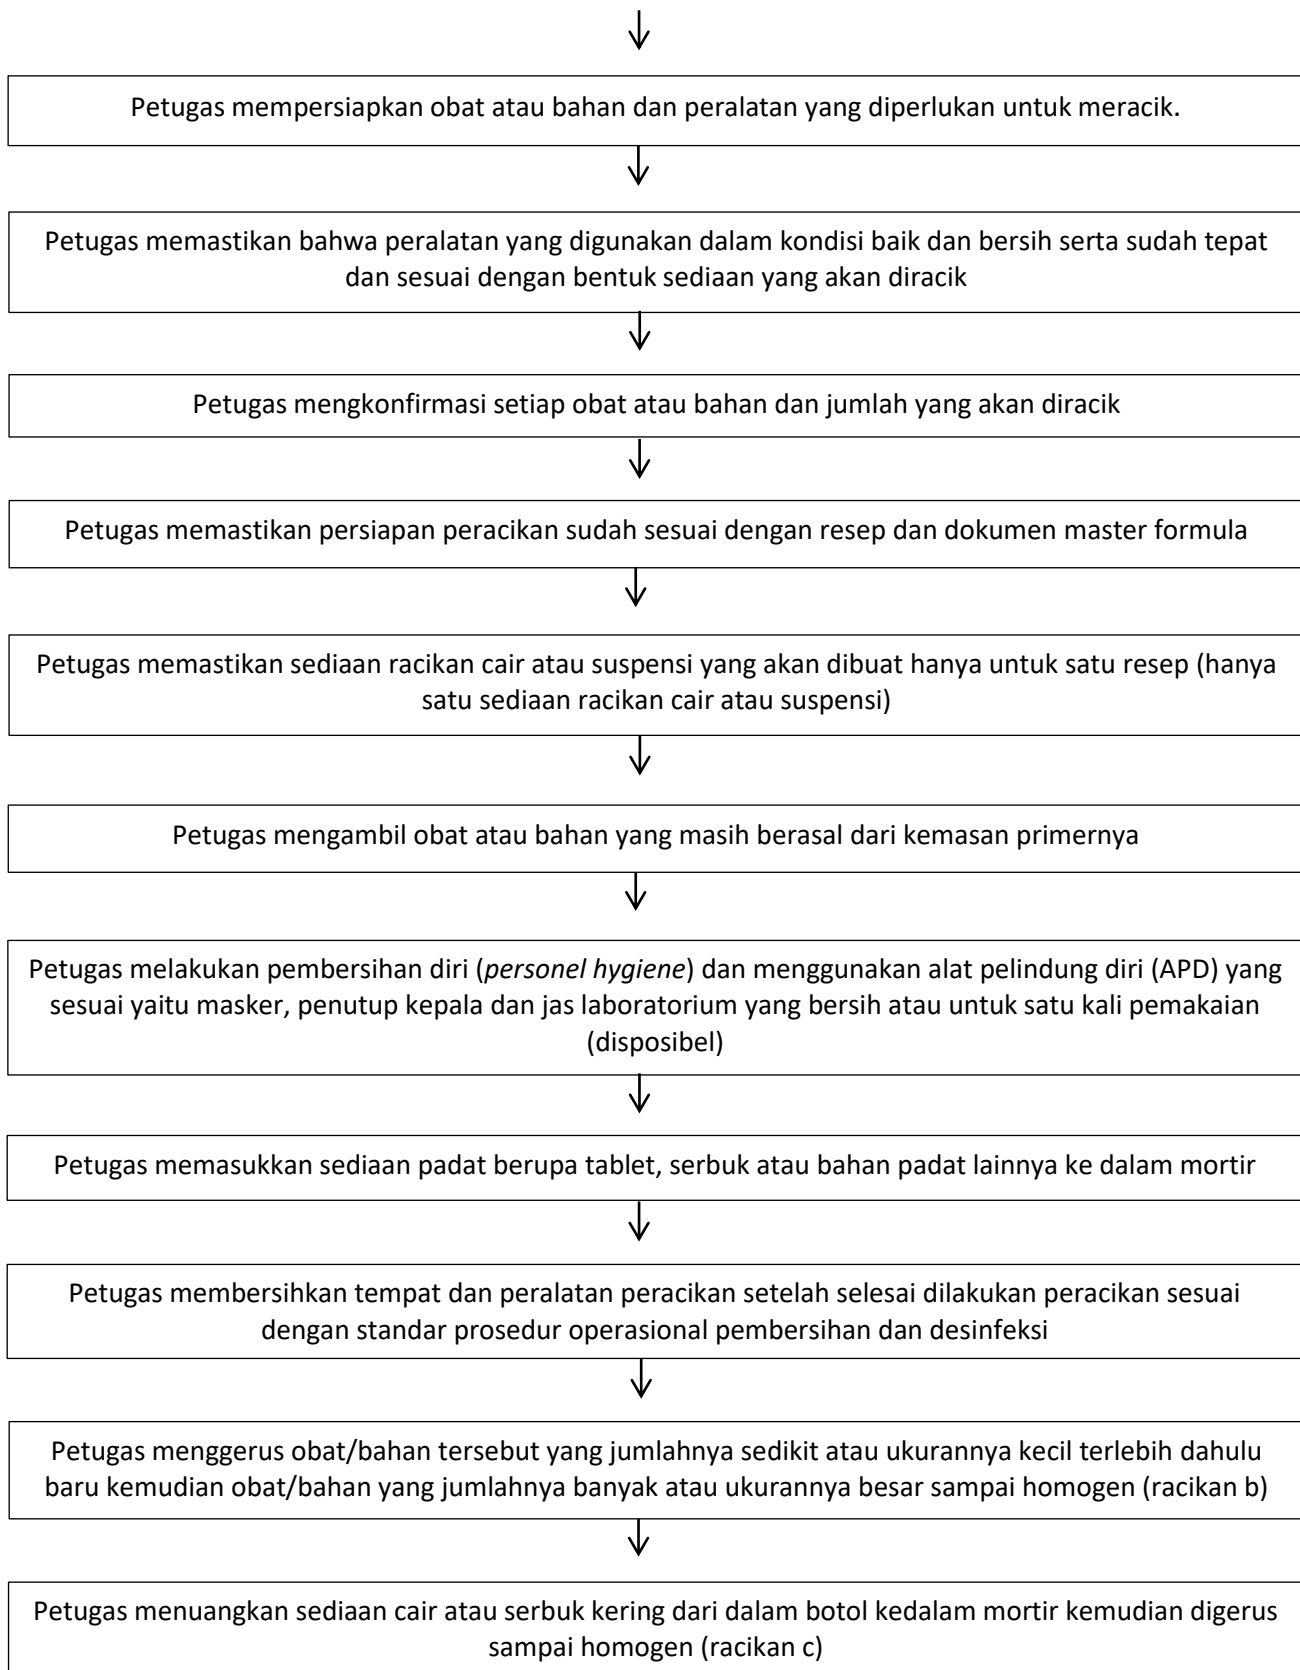 Petugas mempersiapkan obat atau bahan dan peralatan yang diperlukan untuk meracik.
Petugas memastikan bahwa peralatan yang digunakan dalam kondisi baik dan bersih serta sudah tepat
dan sesuai dengan bentuk sediaan yang akan diracik
Petugas mengkonfirmasi setiap obat atau bahan dan jumlah yang akan diracik
Petugas memastikan persiapan peracikan sudah sesuai dengan resep dan dokumen master formula
Petugas memastikan sediaan racikan cair atau suspensi yang akan dibuat hanya untuk satu resep (hanya
satu sediaan racikan cair atau suspensi)
Petugas mengambil obat atau bahan yang masih berasal dari kemasan primernya
Petugas melakukan pembersihan diri (personel hygiene) dan menggunakan alat pelindung diri (APD) yang
sesuai yaitu masker, penutup kepala dan jas laboratorium yang bersih atau untuk satu kali pemakaian
(disposibel)
Petugas memasukkan sediaan padat berupa tablet, serbuk atau bahan padat lainnya ke dalam mortir
Petugas membersihkan tempat dan peralatan peracikan setelah selesai dilakukan peracikan sesuai
dengan standar prosedur operasional pembersihan dan desinfeksi
Petugas menggerus obat/bahan tersebut yang jumlahnya sedikit atau ukurannya kecil terlebih dahulu
baru kemudian obat/bahan yang jumlahnya banyak atau ukurannya besar sampai homogen (racikan b)
Petugas menuangkan sediaan cair atau serbuk kering dari dalam botol kedalam mortir kemudian digerus
sampai homogen (racikan c)